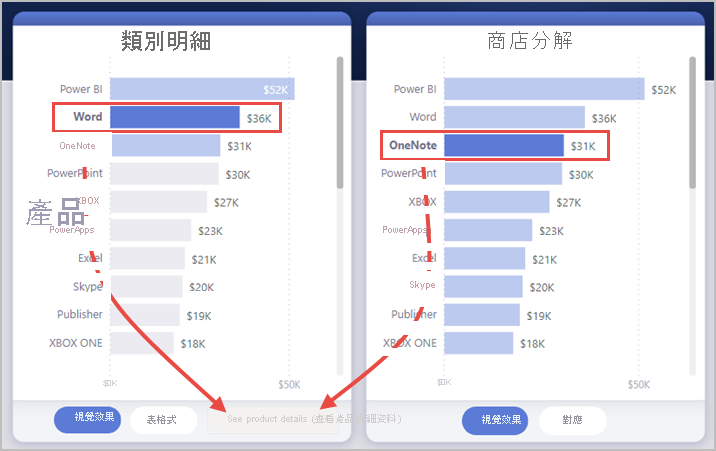 類別明細
Power BI $52K
Word $36K
OneNote $31K
PowerPoint $30K
XBOX $27K
產品
PowerApps $23K
Excel $21K
Skype $20K
Publisher $19K
XBOX ONE $18K
$0K $50K
視覺效果 表格式 See product details (查看產品詳細資料)
商店分解
Power BI $52K
Word $36K
OneNote $31K
PowerPoint $30K
XBOX $27K
PowerApps $23K
Excel $21K
Skype $20K
Publisher $19K
XBOX ONE $18K
$0K $50K
視覺效果 對應